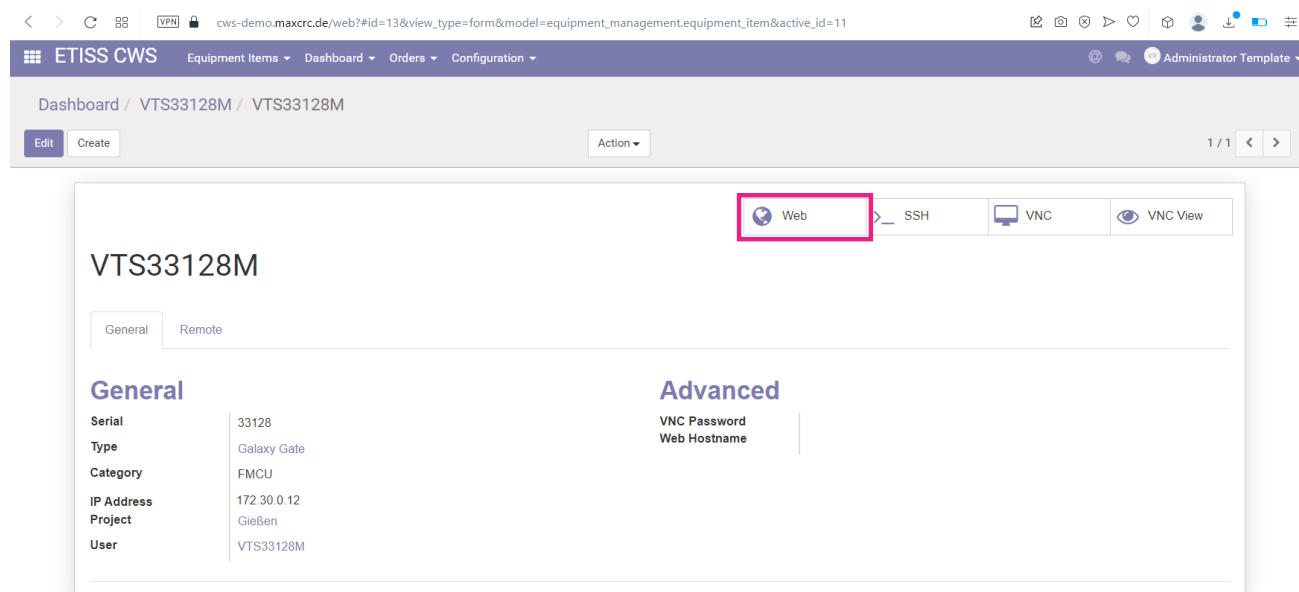 VPN cws-demo.maxcrc.de/web?#id=13&view_type=form&model=equipment_management.equipment_item&active_id=11
ETISS CWS Equipment Items Dashboard Orders Configuration @ Administrator Template
Dashboard / VTS33128M / VTS33128M
Edit Create Action 1 / 1
Web >_ SSH VNC VNC View
VTS33128M
General Remote
General Advanced
Serial 33128 VNC Password
Web Hostname
Type Galaxy Gate
Category FMCU
IP Address 172.30.0.12
Project Gießen
User VTS33128M